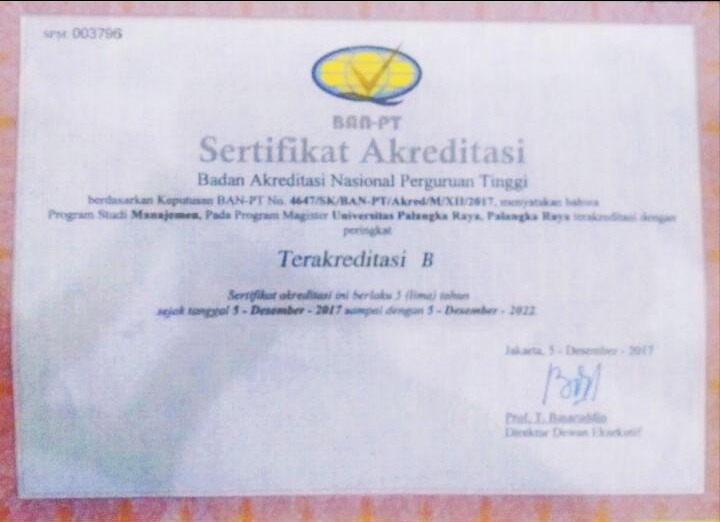 SPM: 003796
BAN-PT
Sertifikat Akreditasi
Badan Akreditasi Nasional Perguruan Tinggi
berdasarkan Keputusan BAN-PT No. 4647/SK/BAN-PT/Akred/M/XII/2017, menyatakan bahwa
Program Studi Manajemen, Pada Program Magister Universitas Palangka Raya, Palangka Raya terakreditasi dengan
peringkat
Terakreditasi B
Sertifikat akreditasi ini berlaku 5 (lima) tahun
sejak tanggal 5 - Desember - 2017 sampai dengan 5 - Desember - 2022
Jakarta, 5 - Desember - 2017
Prof. T. Basaruddin
Direktur Dewan Eksekutif